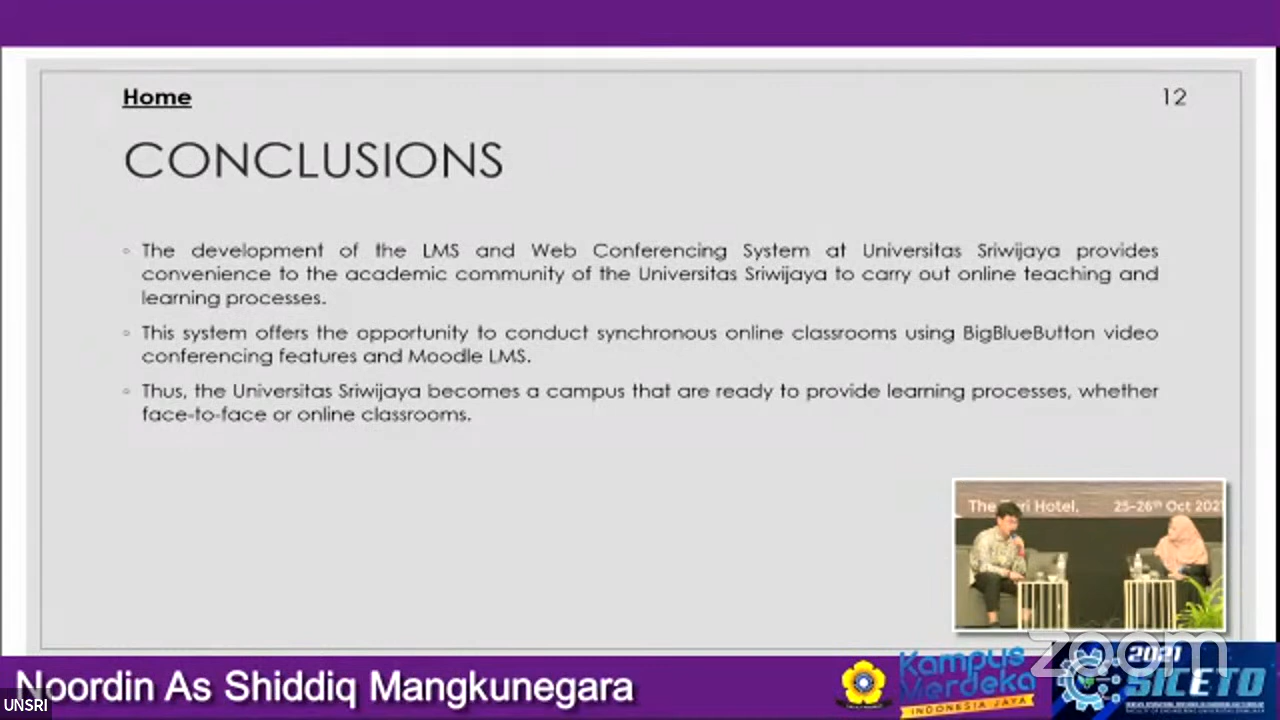 Home
12
CONCLUSIONS
The development of the LMS and Web Conferencing System at Universitas Sriwijaya provides
convenience to the academic community of the Universitas Sriwijaya to carry out online teaching and
learning processes.
This system offers the opportunity to conduct synchronous online classrooms using BigBlueButton video
conferencing features and Moodle LMS.
Thus, the Universitas Sriwijaya becomes a campus that are ready to provide learning processes, whether
face-to-face or online classrooms.
The Hotel,
25-26th Oct 2021
zoom
Noordin As Shiddiq Mangkunegara
UNSRI
Kampus
Merdeka
INDONESIA JAYA
2021
SICETO